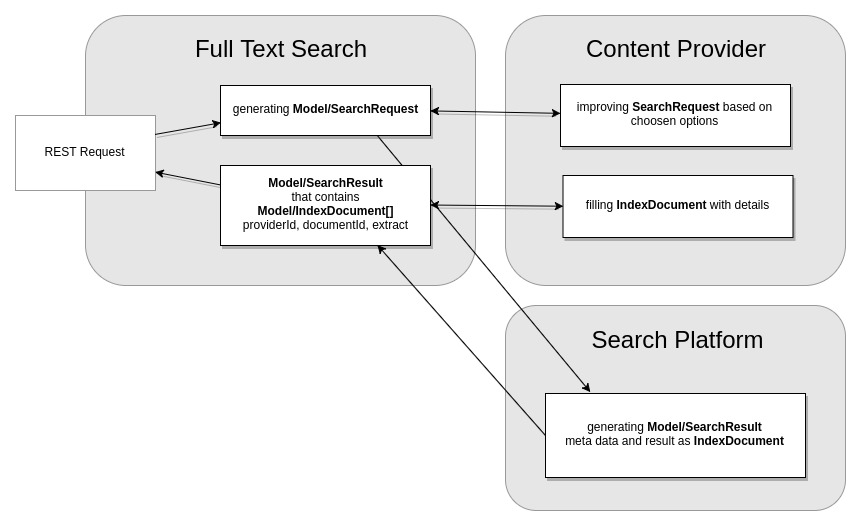 Full Text Search
Content Provider
generating Model/SearchRequest
improving SearchRequest based on
choosen options
REST Request
Model/SearchResult
that contains
Model/IndexDocument[]
providerId, documentId, extract
filling IndexDocument with details
Search Platform
generating Model/SearchResult
meta data and result as IndexDocument